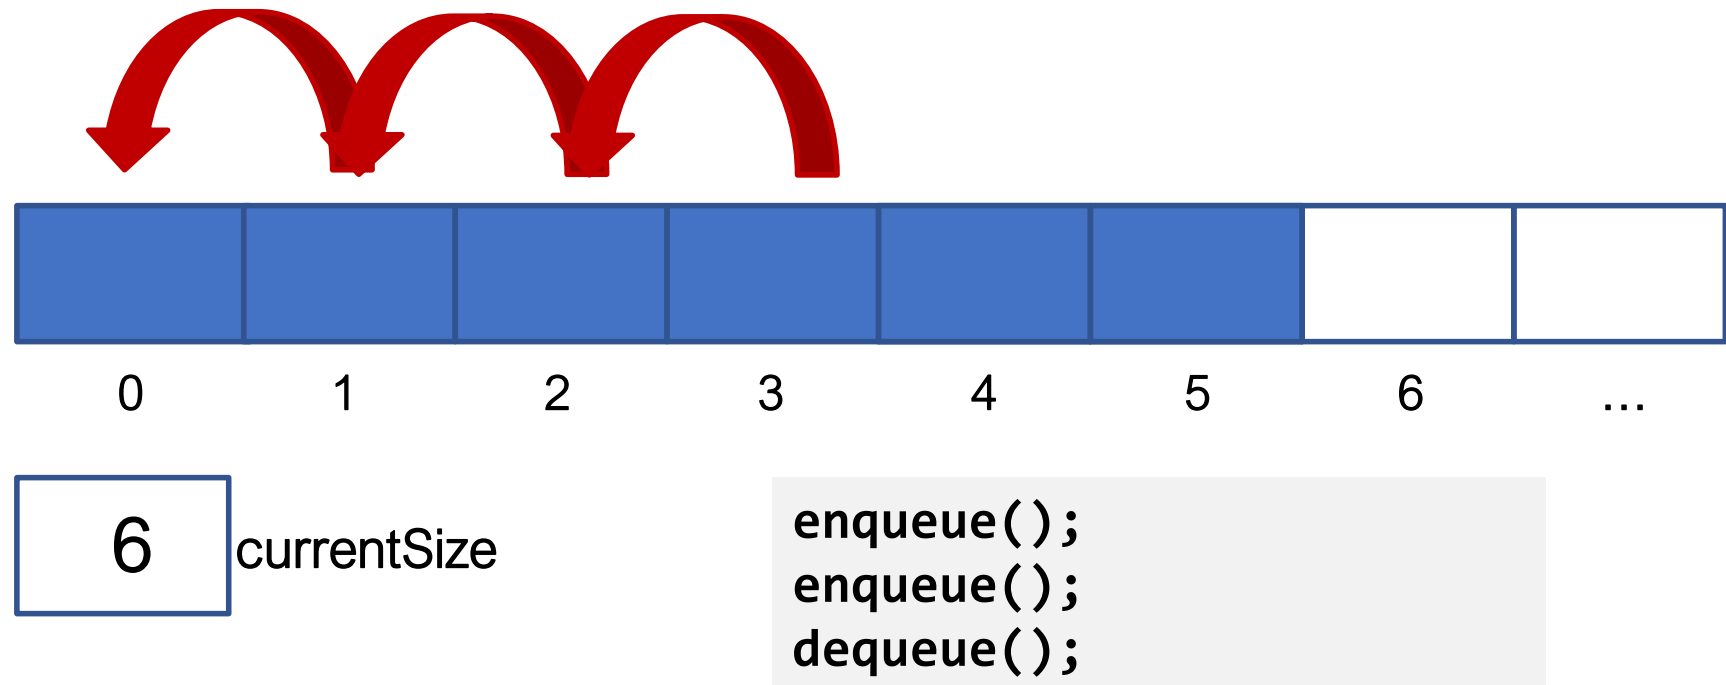 0 1 2 3 4 5 6 ...
6 currentSize
enqueue();
enqueue();
dequeue();